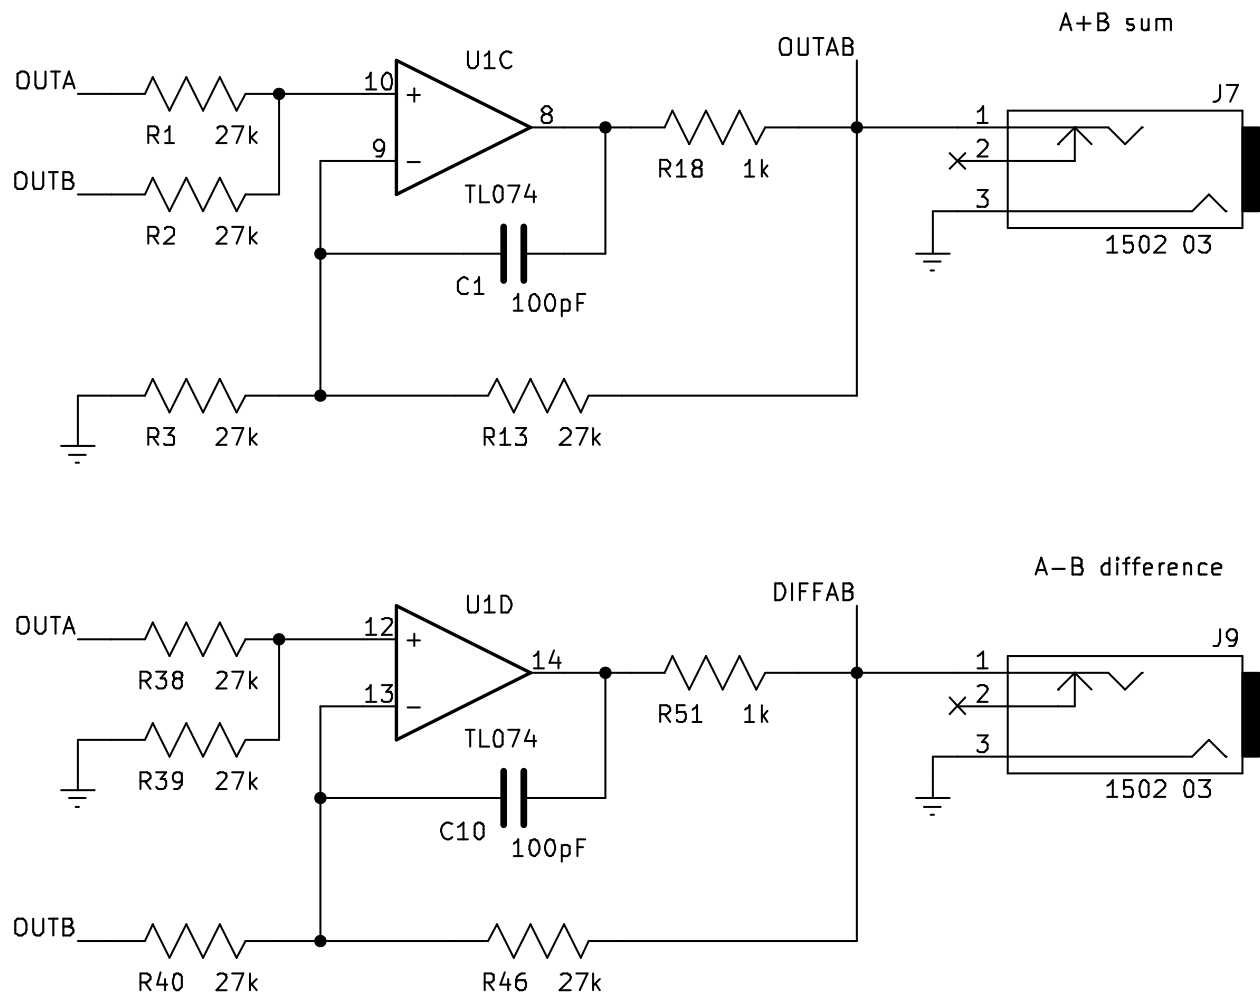 A+B sum
OUTAB
U1C
OUTA
10
+
8
1
J7
R1 27k
9
−
R18 1k
2
OUTB
TL074
3
R2 27k
1502 03
C1
100pF
R3 27k
R13 27k
A−B difference
DIFFAB
U1D
OUTA
12
+
14
1
J9
R38 27k
13
−
R51 1k
2
TL074
3
R39 27k
1502 03
C10
100pF
OUTB
R40 27k
R46 27k